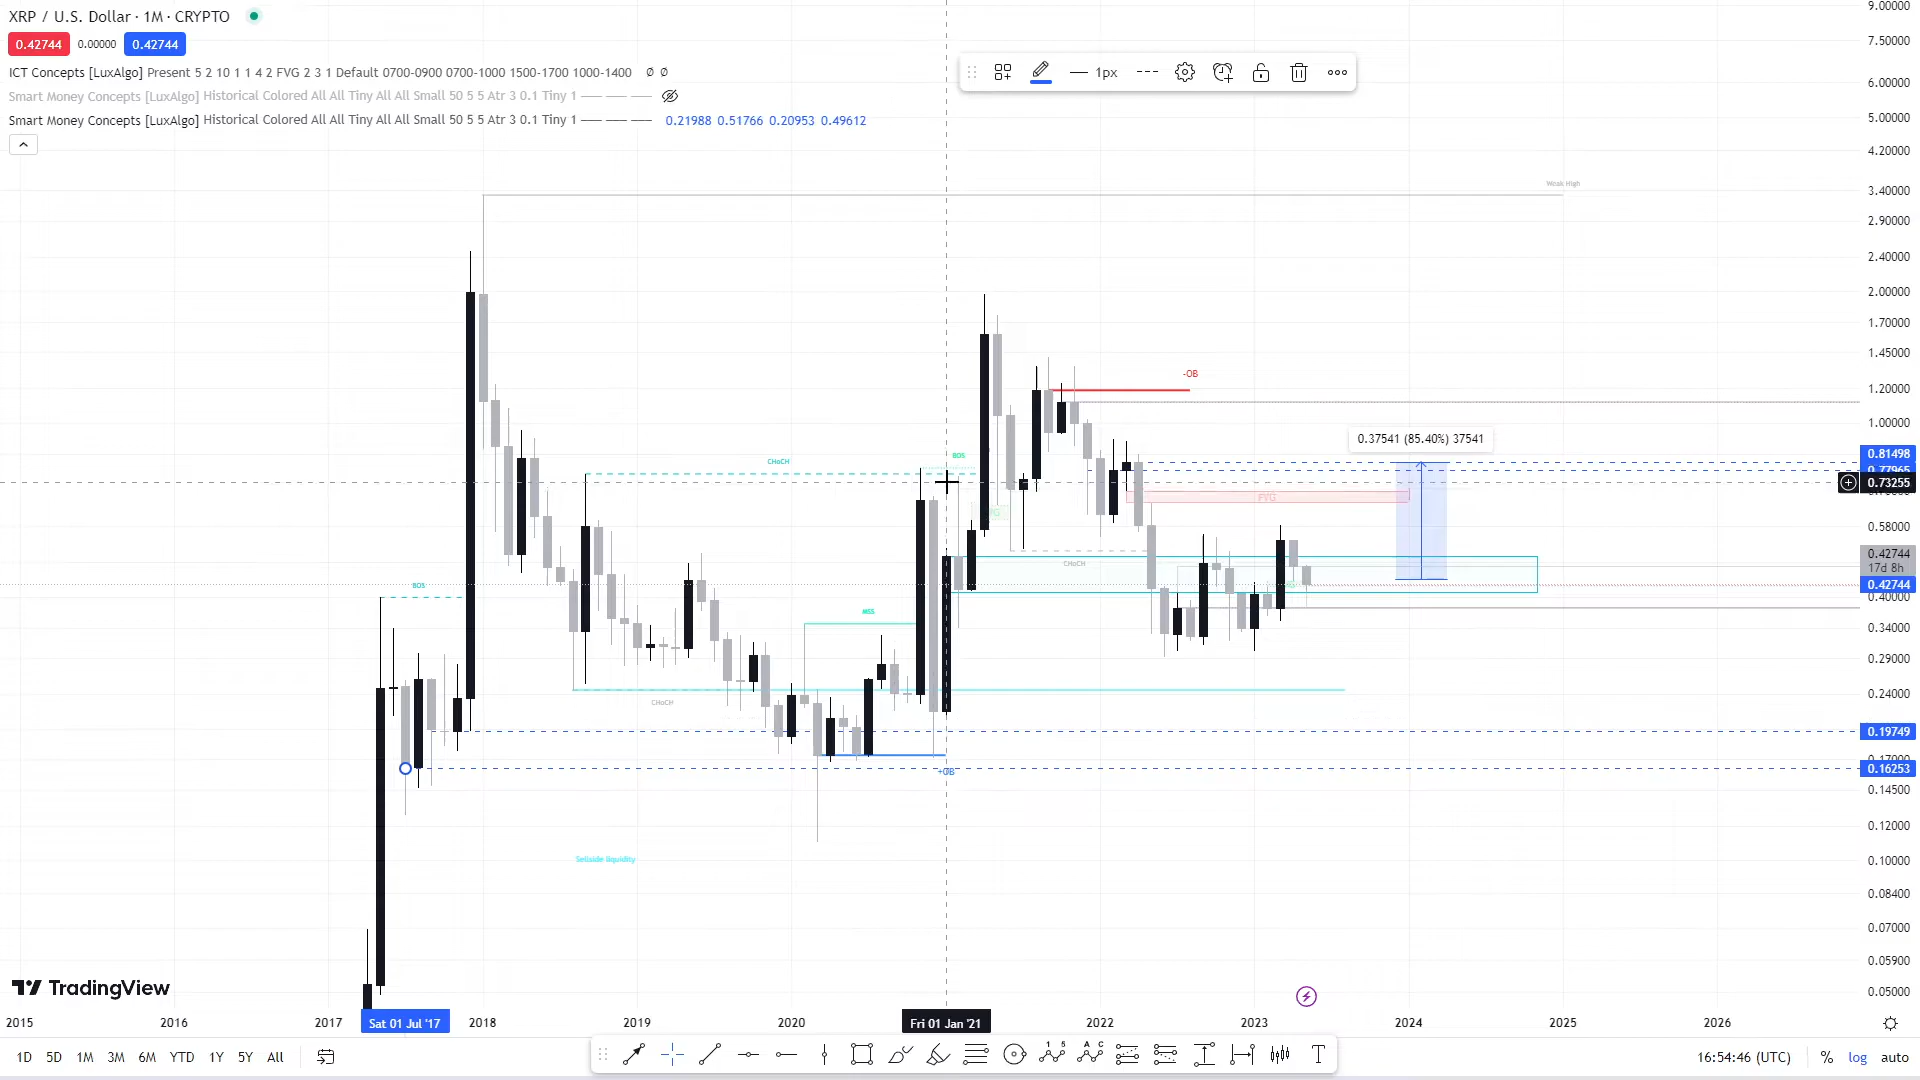 XRP / U.S. Dollar · 1M · CRYPTO
0.42744 0.00000 0.42744
ICT Concepts [LuxAlgo] Present 5 2 10 1 1 4 2 FVG 2 3 1 Default 0700-0900 0700-1000 1500-1700 1000-1400 Ø Ø
Smart Money Concepts [LuxAlgo] Historical Colored All All Tiny All All Small 50 5 5 Atr 3 0.1 Tiny 1
Smart Money Concepts [LuxAlgo] Historical Colored All All Tiny All All Small 50 5 5 Atr 3 0.1 Tiny 1 0.21988 0.51766 0.20953 0.49612
1px
9.00000
7.50000
6.00000
5.00000
4.20000
3.40000
2.90000
2.40000
2.00000
1.70000
1.45000
1.20000
1.00000
0.81498
0.77965
0.73255
0.58000
0.42744
17d 8h
0.42744
0.40000
0.34000
0.29000
0.24000
0.19749
0.17000
0.16253
0.14500
0.12000
0.10000
0.08400
0.07000
0.05900
0.05000
Weak High
-OB
0.37541 (85.40%) 37541
BOS
CHoCH
FVG
CHoCH
BOS
MSS
CHoCH
+OB
Sellside liquidity
TradingView
2015 2016 2017 Sat 01 Jul '17 2018 2019 2020 Fri 01 Jan '21 2022 2023 2024 2025 2026
1D 5D 1M 3M 6M YTD 1Y 5Y All
16:54:46 (UTC) % log auto